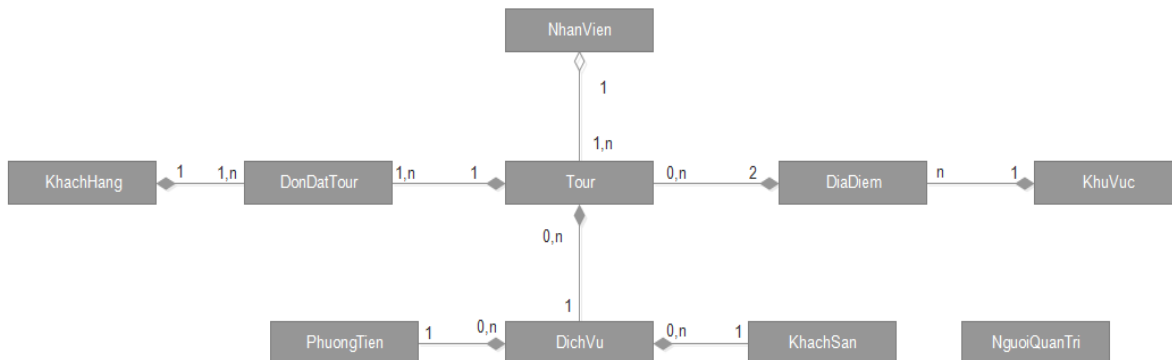 NhanVien
1
1,n
KhachHang
1
1,n
DonDatTour
1,n
1
Tour
0,n
2
DiaDiem
n
1
KhuVuc
0,n
1
PhuongTien
1
0,n
DichVu
0,n
1
KhachSan
NguoiQuanTri